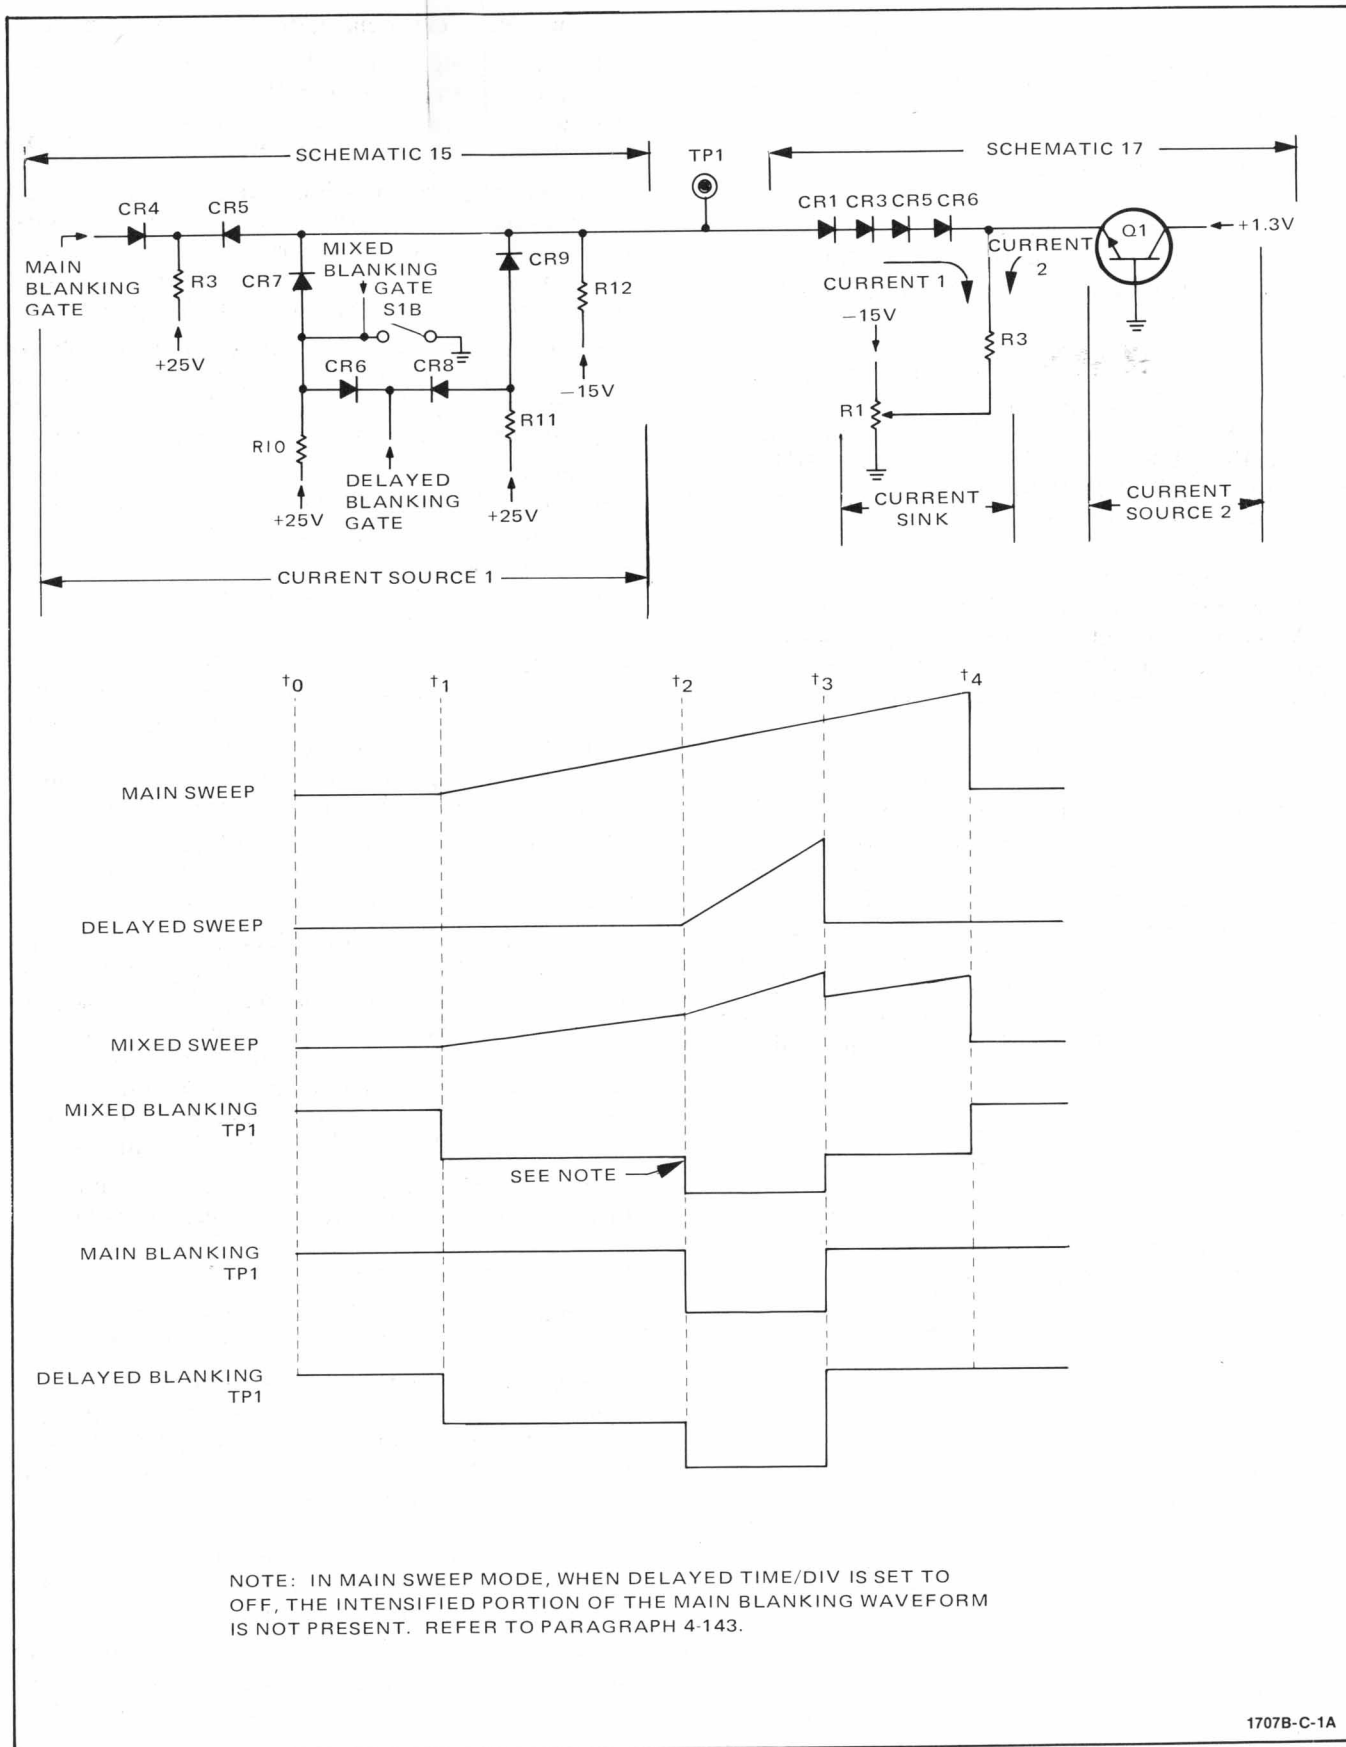 SCHEMATIC 15
TP1
SCHEMATIC 17
CR4
CR5
CR1
CR3
CR5
CR6
Q1
+1.3V
MAIN
BLANKING
GATE
R3
CR7
MIXED
BLANKING
GATE
S1B
CR9
R12
CURRENT
2
CURRENT 1
+25V
-15V
-15V
R3
CR6
CR8
R10
R11
R1
DELAYED
BLANKING
GATE
+25V
+25V
CURRENT
SINK
CURRENT
SOURCE 2
CURRENT SOURCE 1
t0
t1
t2
t3
t4
MAIN SWEEP
DELAYED SWEEP
MIXED SWEEP
MIXED BLANKING
TP1
SEE NOTE
MAIN BLANKING
TP1
DELAYED BLANKING
TP1
NOTE: IN MAIN SWEEP MODE, WHEN DELAYED TIME/DIV IS SET TO
OFF, THE INTENSIFIED PORTION OF THE MAIN BLANKING WAVEFORM
IS NOT PRESENT. REFER TO PARAGRAPH 4-143.
1707B-C-1A